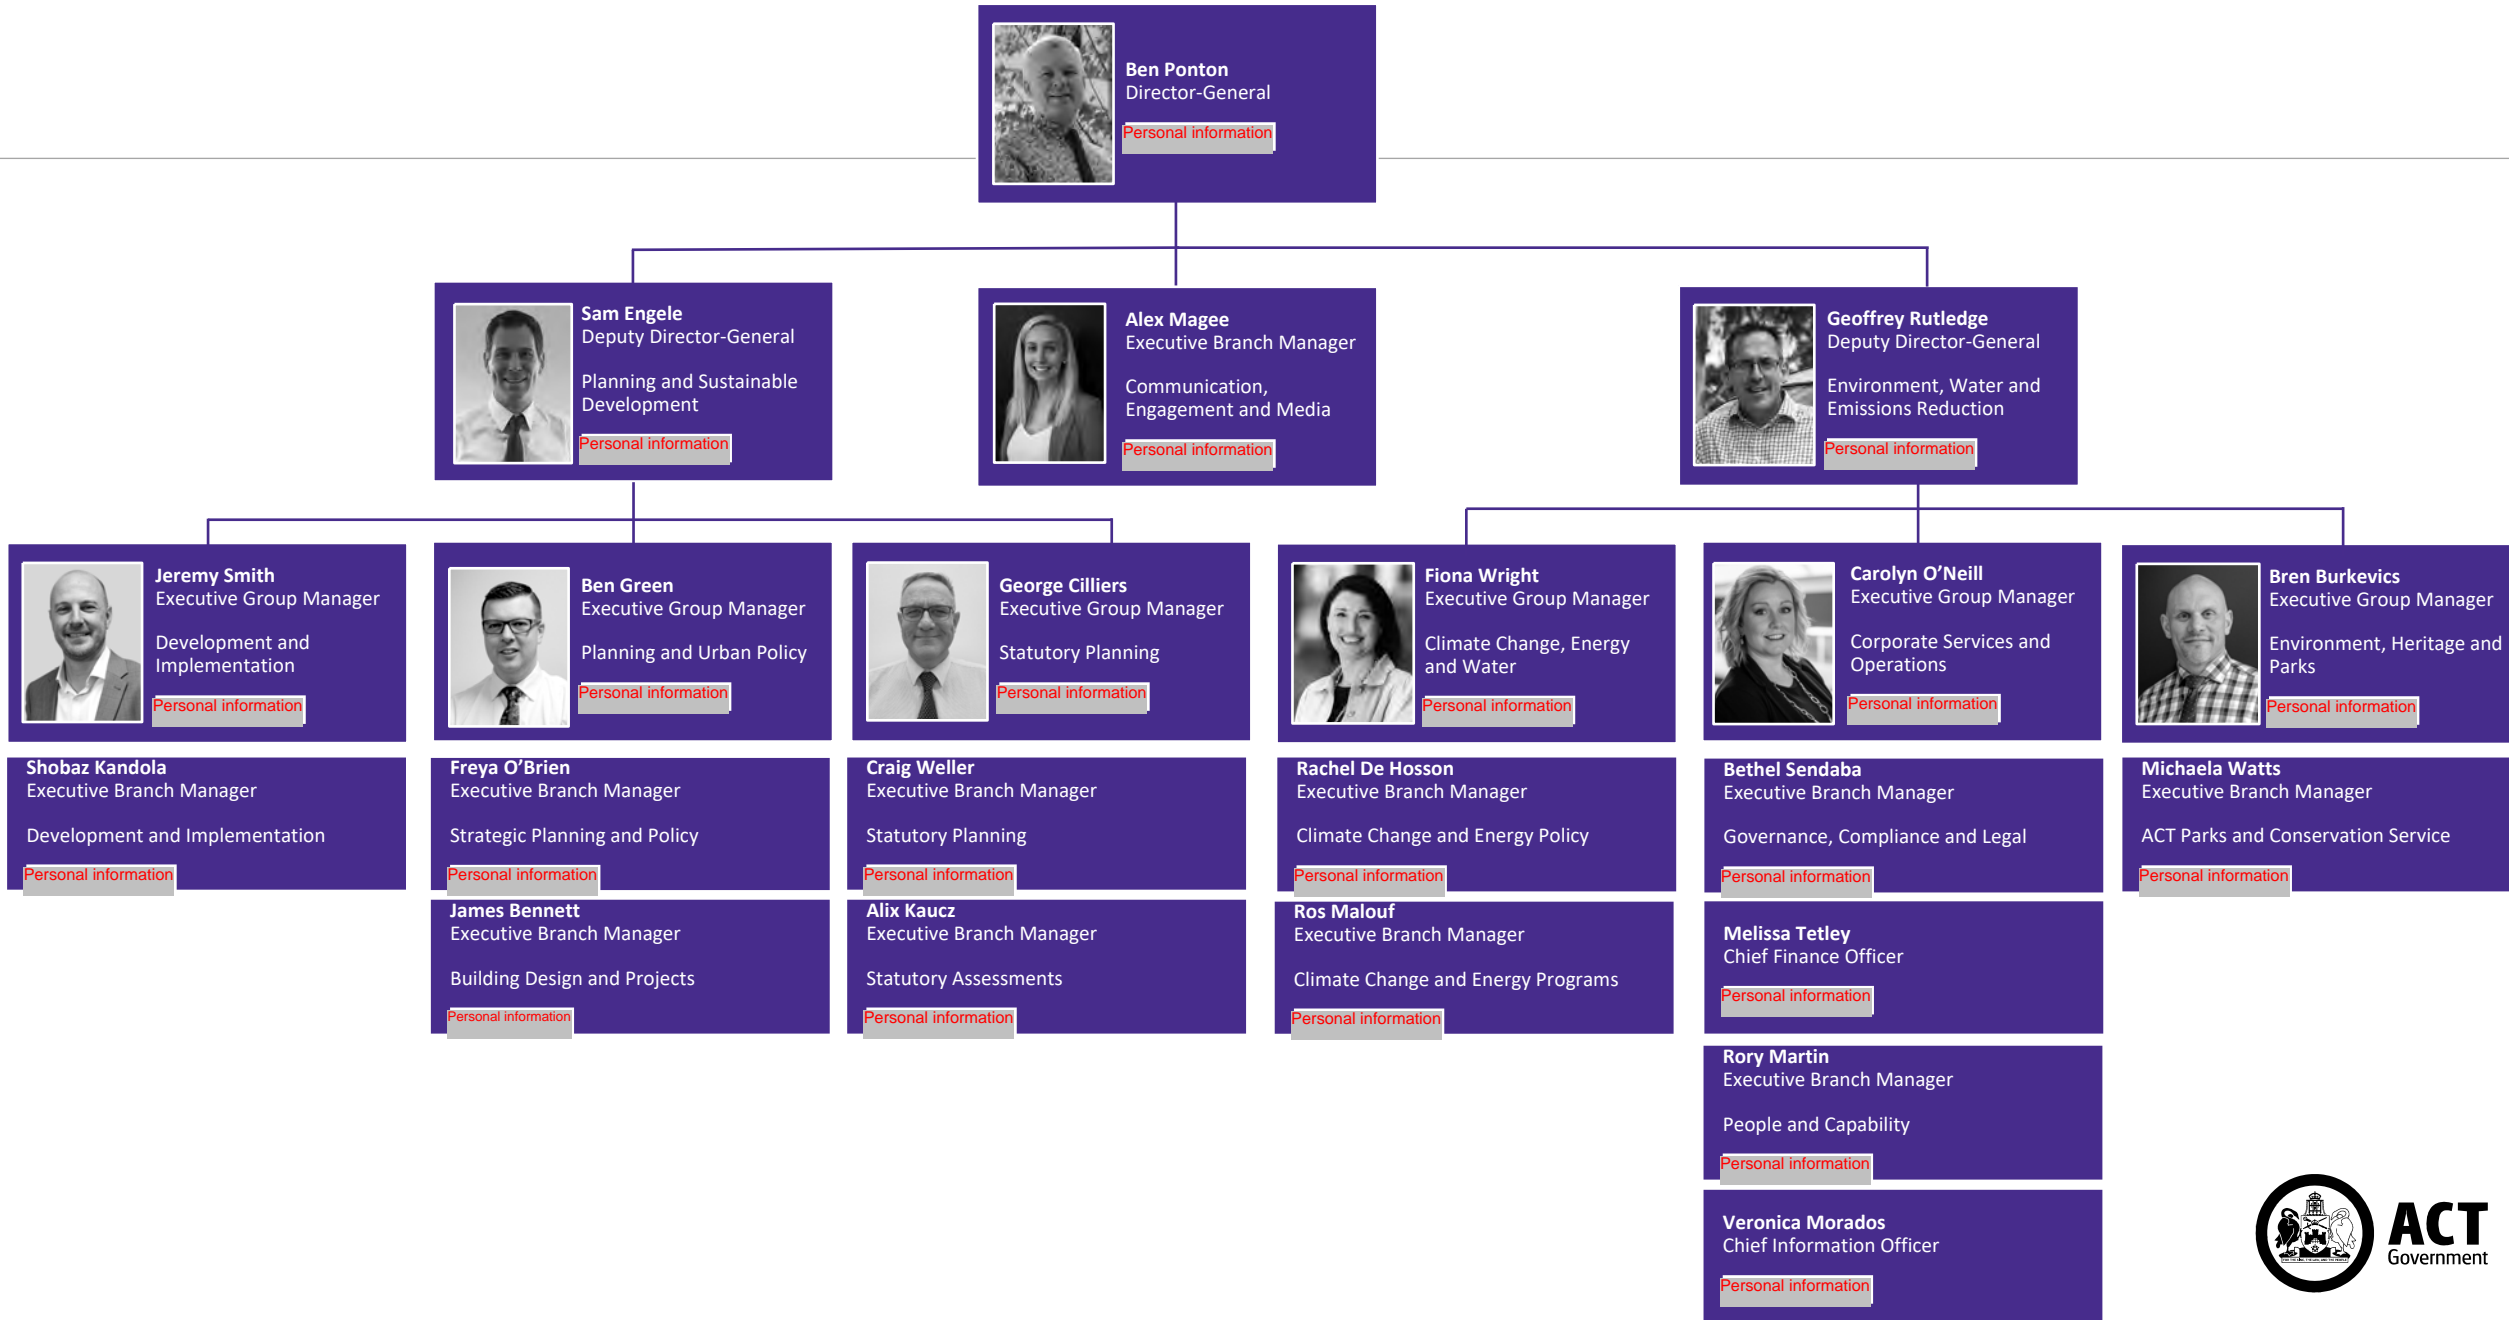 Ben Ponton
Director-General
Personal information
Sam Engele
Deputy Director-General
Planning and Sustainable
Development
Personal information
Alex Magee
Executive Branch Manager
Communication,
Engagement and Media
Personal information
Geoffrey Rutledge
Deputy Director-General
Environment, Water and
Emissions Reduction
Personal information
Jeremy Smith
Executive Group Manager
Development and
Implementation
Personal information
Ben Green
Executive Group Manager
Planning and Urban Policy
Personal information
George Cilliers
Executive Group Manager
Statutory Planning
Personal information
Fiona Wright
Executive Group Manager
Climate Change, Energy
and Water
Personal information
Carolyn O’Neill
Executive Group Manager
Corporate Services and
Operations
Personal information
Bren Burkevics
Executive Group Manager
Environment, Heritage and
Parks
Personal information
Shobaz Kandola
Executive Branch Manager
Development and Implementation
Personal information
Freya O’Brien
Executive Branch Manager
Strategic Planning and Policy
Personal information
Craig Weller
Executive Branch Manager
Statutory Planning
Personal information
Rachel De Hosson
Executive Branch Manager
Climate Change and Energy Policy
Personal information
Bethel Sendaba
Executive Branch Manager
Governance, Compliance and Legal
Personal information
Michaela Watts
Executive Branch Manager
ACT Parks and Conservation Service
Personal information
James Bennett
Executive Branch Manager
Building Design and Projects
Personal information
Alix Kaucz
Executive Branch Manager
Statutory Assessments
Personal information
Ros Malouf
Executive Branch Manager
Climate Change and Energy Programs
Personal information
Melissa Tetley
Chief Finance Officer
Personal information
Rory Martin
Executive Branch Manager
People and Capability
Personal information
Veronica Morados
Chief Information Officer
Personal information
ACT
Government